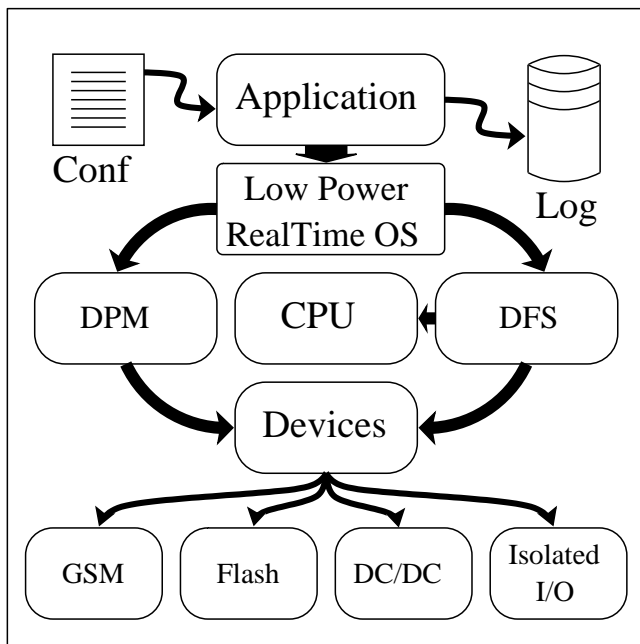 Application
Conf
Log
Low Power
RealTime OS
DPM
CPU
DFS
Devices
GSM
Flash
DC/DC
Isolated
I/O